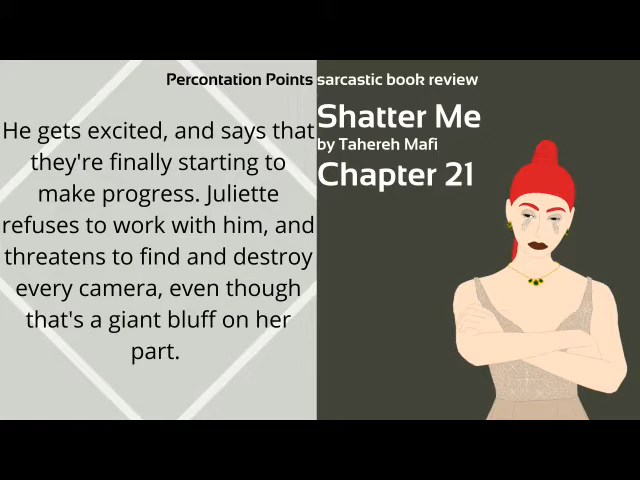 Percontation Points sarcastic book review
Shatter Me
by Tahereh Mafi
Chapter 21
He gets excited, and says that
they're finally starting to
make progress. Juliette
refuses to work with him, and
threatens to find and destroy
every camera, even though
that's a giant bluff on her
part.